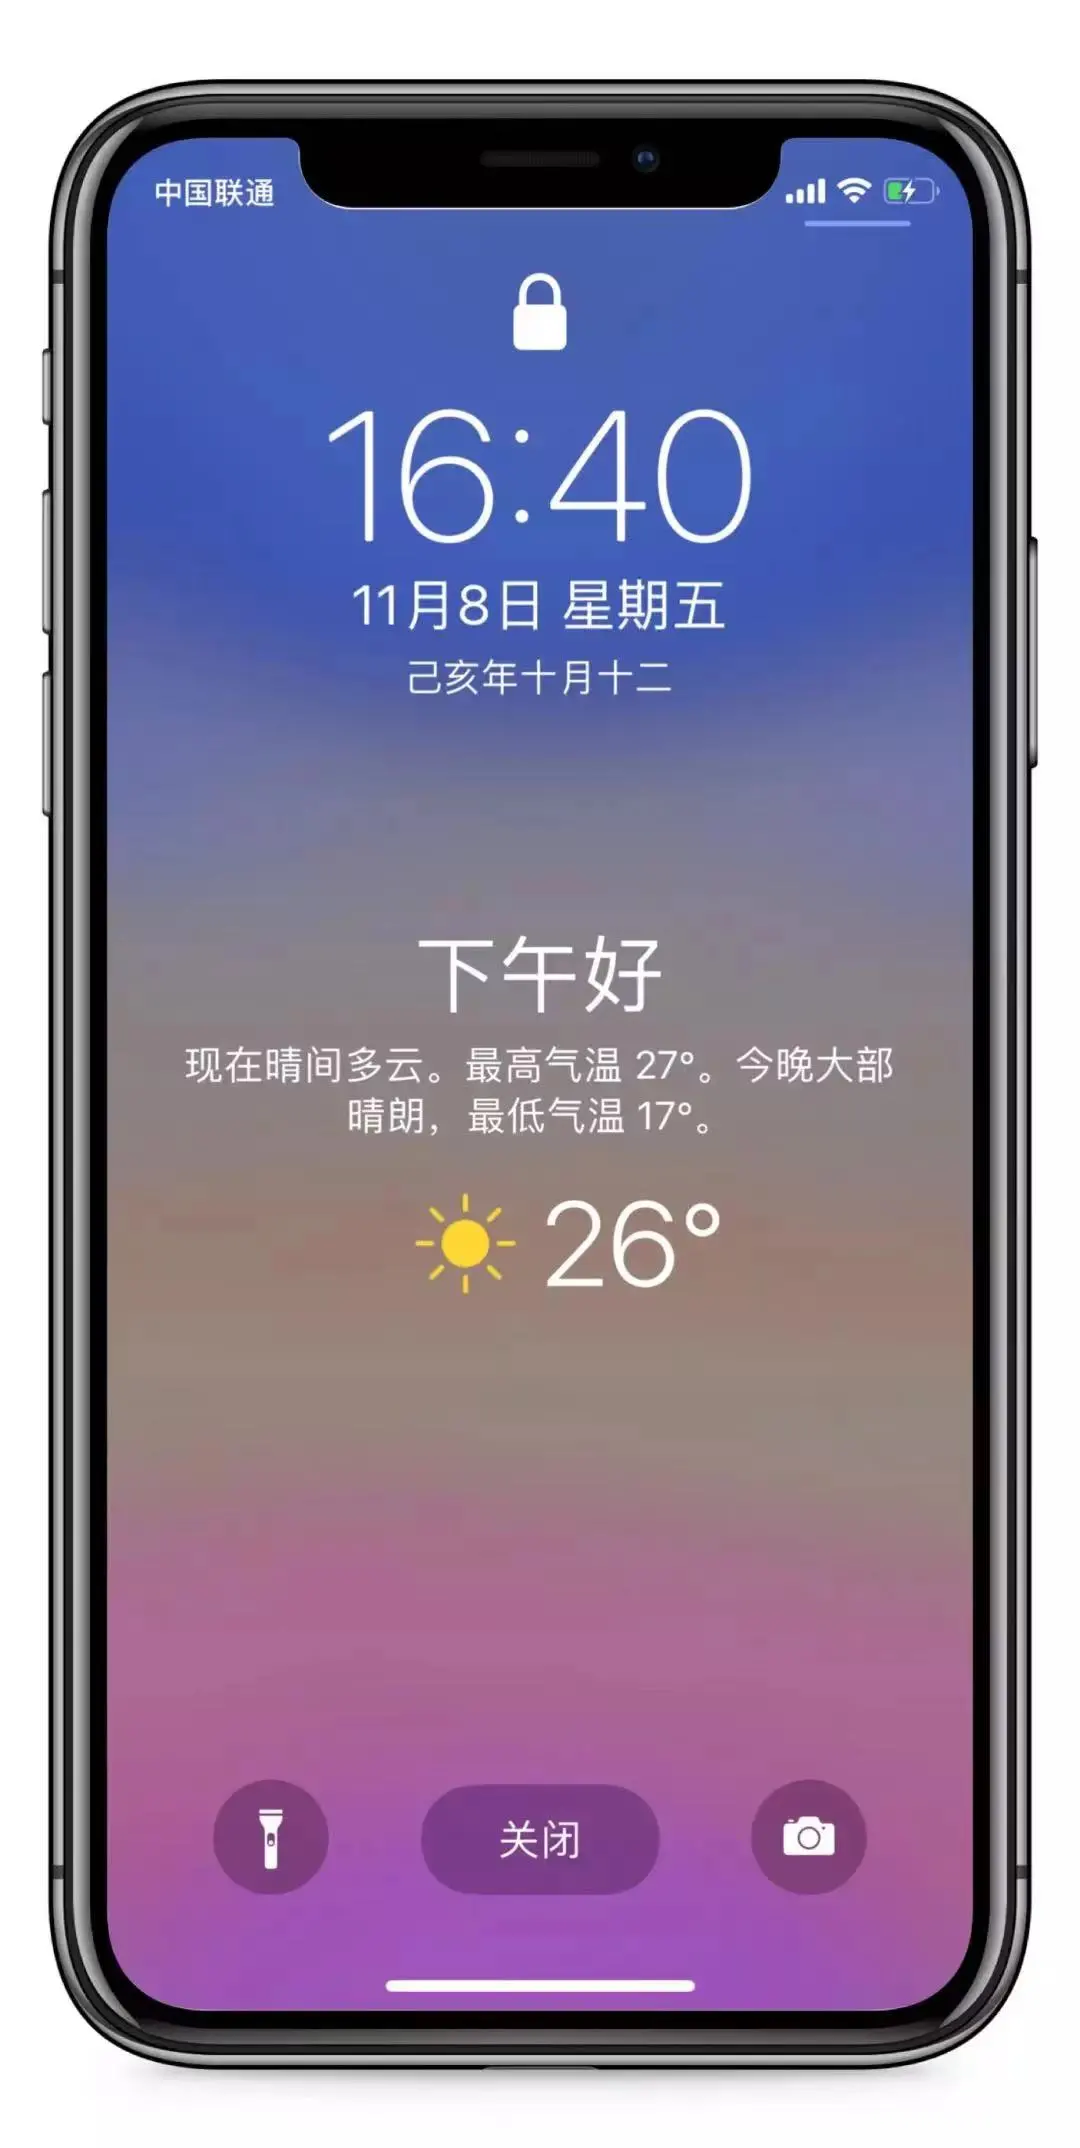 中国联通
16:40
11月8日 星期五
己亥年十月十二
下午好
现在晴间多云。最高气温 27°。今晚大部
晴朗，最低气温 17°。
26°
关闭